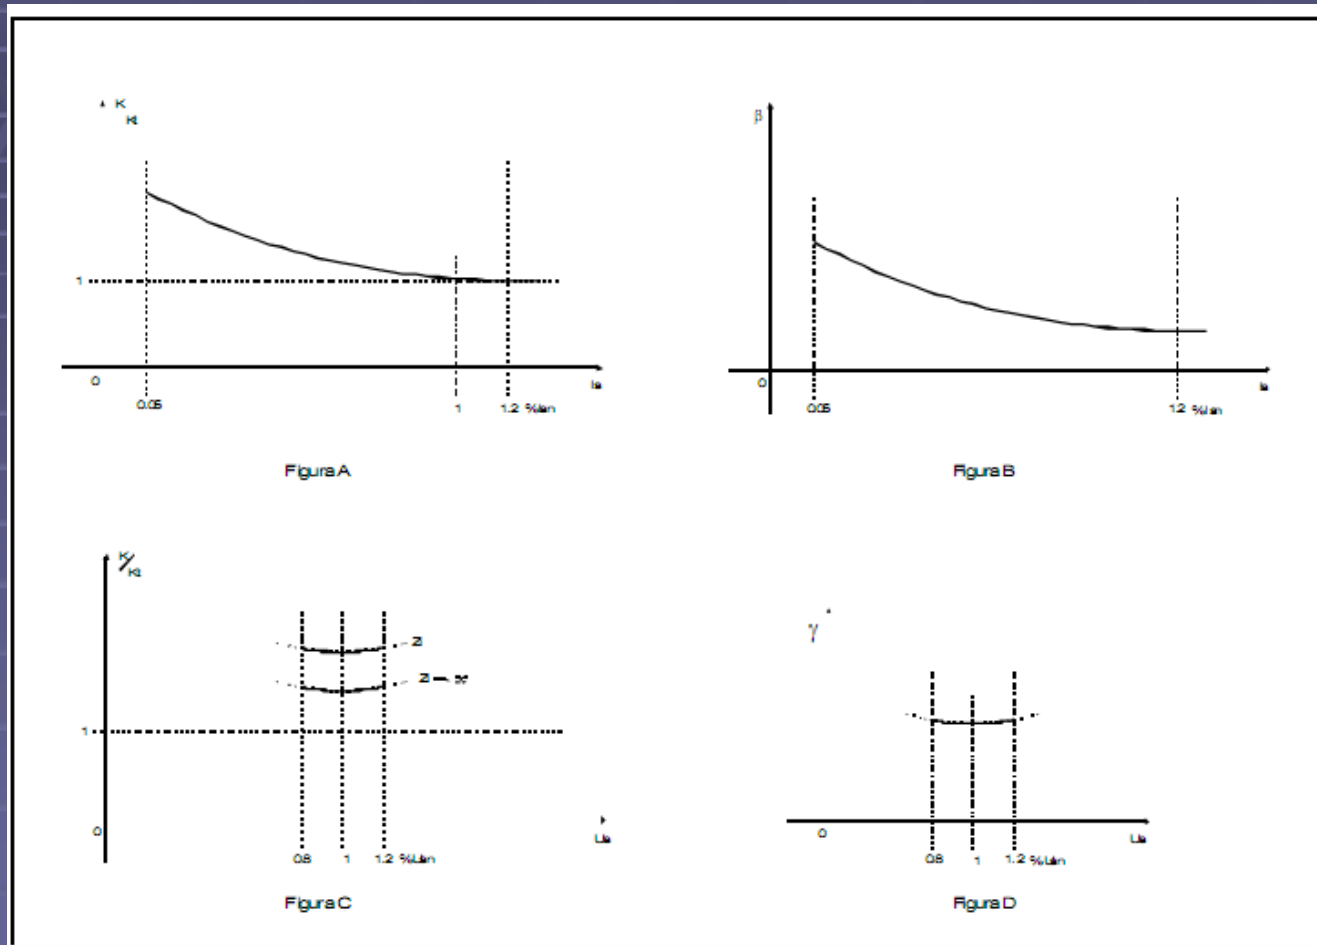 K
Kt
1
0
0.05
1
1.2 %Ian
Ia
Figura A
β
0
0.05
1.2 %Ian
Ia
Figura B
K/Kt
Zi
1
0
0.8
1
1.2 %Uan
Ua
Figura C
γ
0
0.8
1
1.2 %Uan
Ua
Figura D